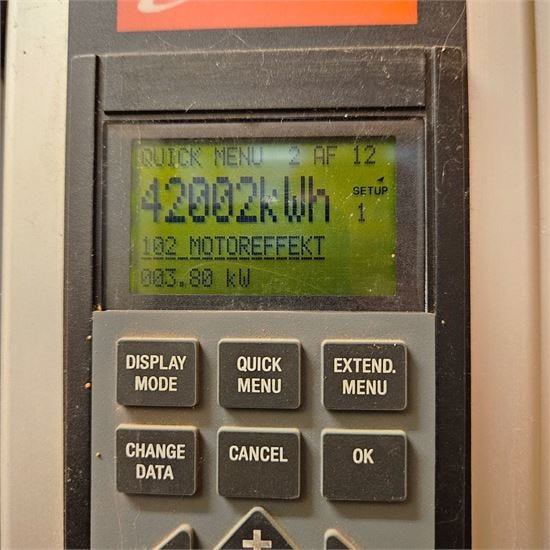 QUICK MENU 2 AF 12
42002kWh
SETUP
1
102 MOTOREFFEKT
003.80 kW
DISPLAY
MODE
QUICK
MENU
EXTEND.
MENU
CHANGE
DATA
CANCEL
OK
+